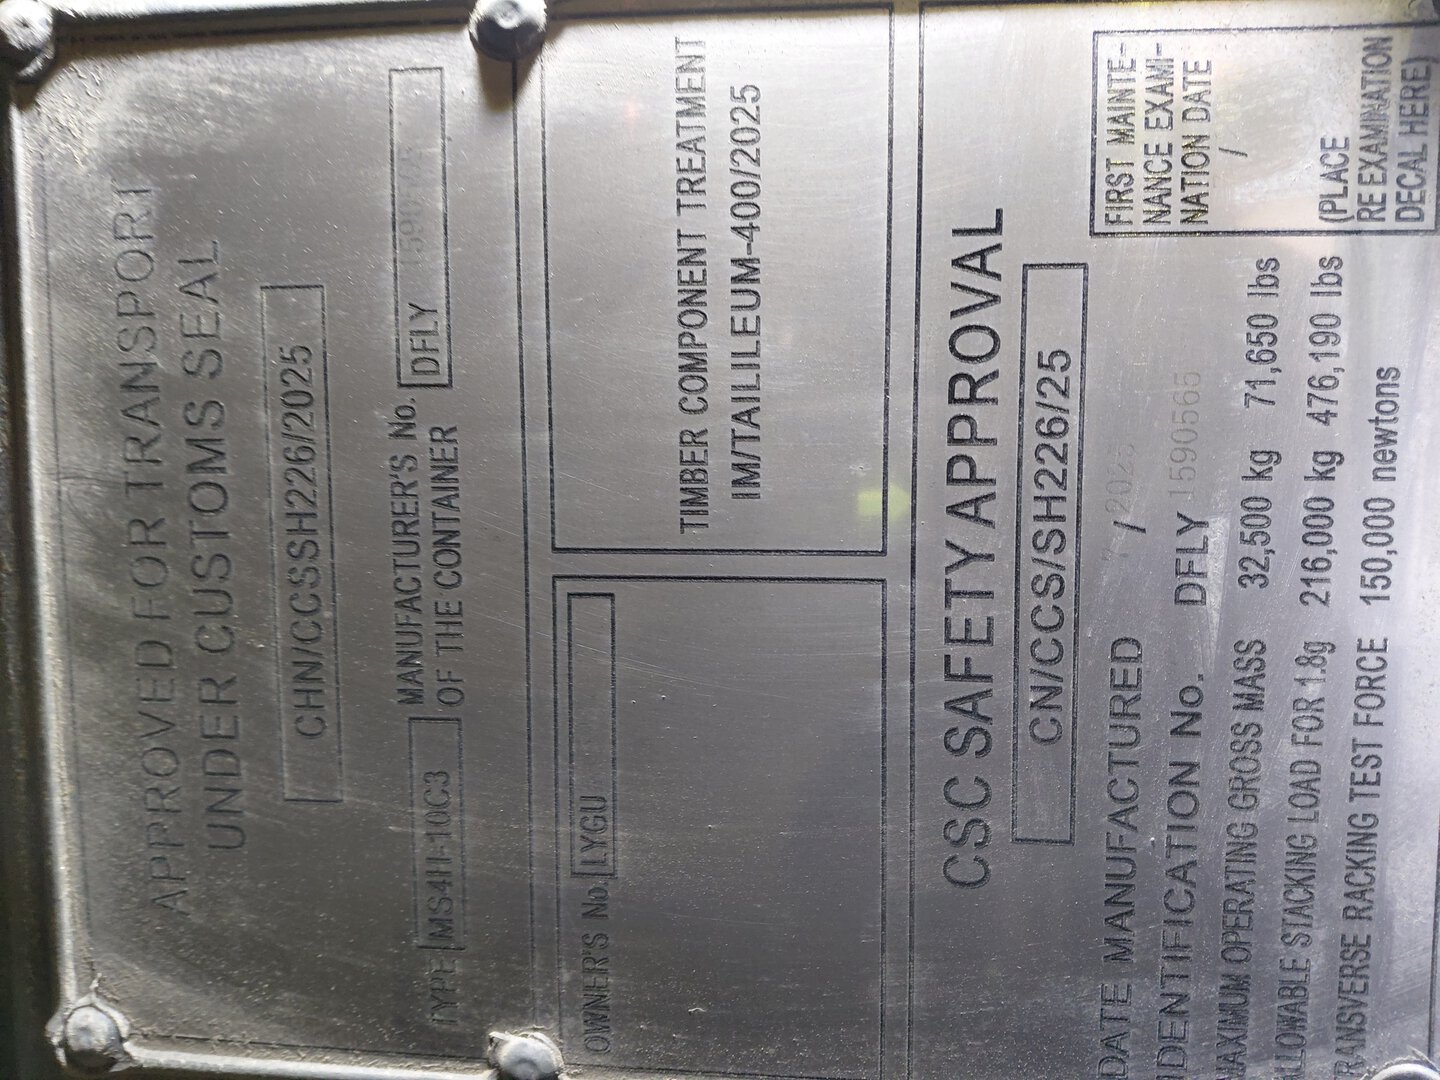 APPROVED FOR TRANSPORT
UNDER CUSTOMS SEAL
CHN/CCSSH226/2025
TYPE MS4H-10C3 MANUFACTURER'S No. DFLY
OF THE CONTAINER
OWNER'S No. LYGU
TIMBER COMPONENT TREATMENT
IM/TAILILEUM-400/2025
CSC SAFETY APPROVAL
CN/CCS/SH226/25
DATE MANUFACTURED /
IDENTIFICATION No. DFLY 1590565
MAXIMUM OPERATING GROSS MASS 32,500 kg 71,650 lbs
LLOWABLE STACKING LOAD FOR 1.8g 216,000 kg 476,190 lbs
RANSVERSE RACKING TEST FORCE 150,000 newtons
FIRST MAINTE-
NANCE EXAMI-
NATION DATE
/
(PLACE
RE EXAMINATION
DECAL HERE)